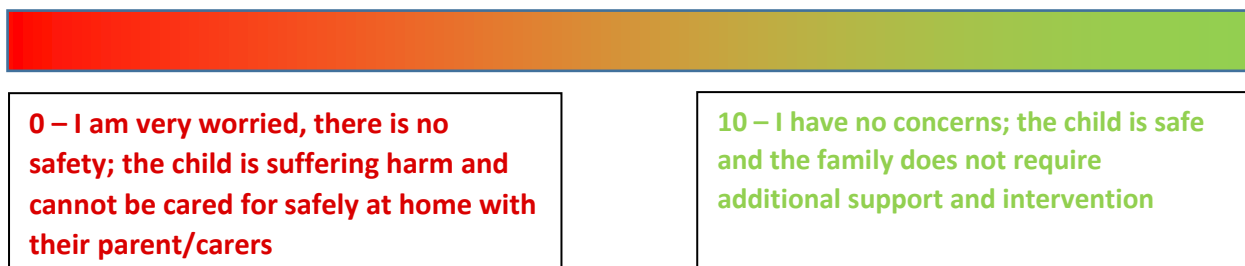 0 – I am very worried, there is no
safety; the child is suffering harm and
cannot be cared for safely at home with
their parent/carers
10 – I have no concerns; the child is safe
and the family does not require
additional support and intervention